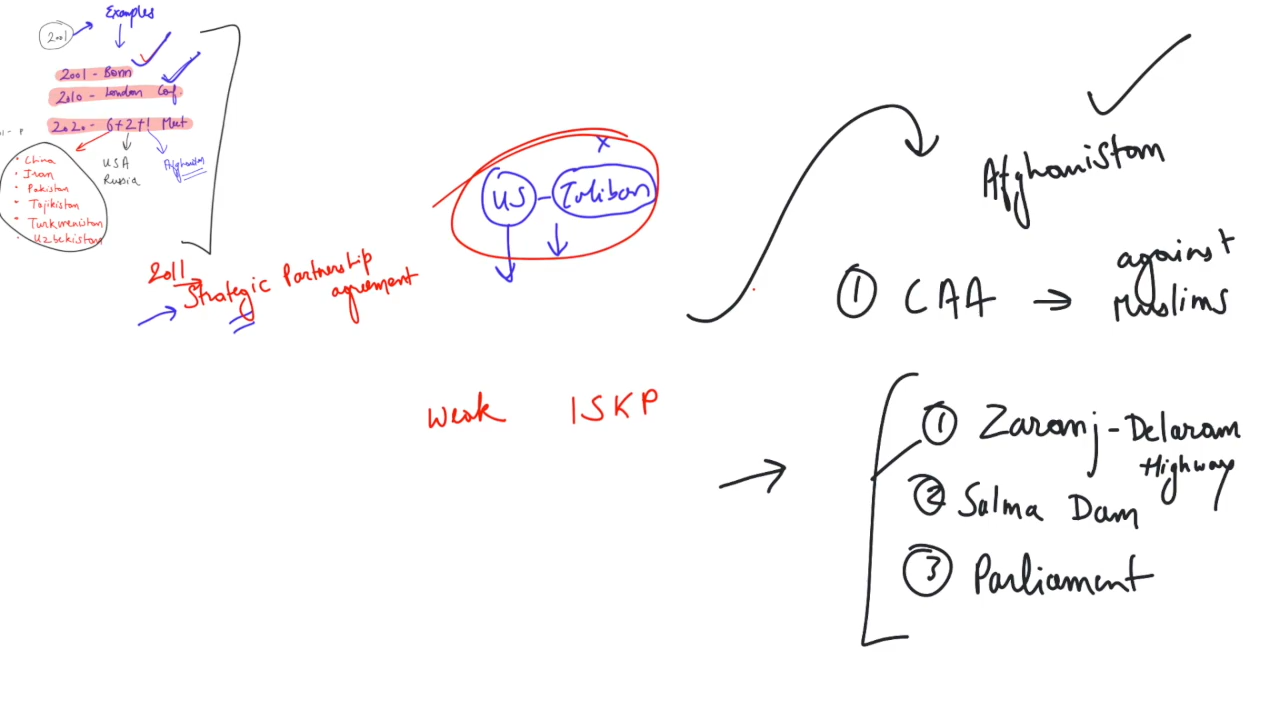 Examples
2001
2001 - Bonn
2010 - London Conf
2020 - 6+2+1 Meet
China
Iran
Pakistan
Tajikistan
Turkmenistan
Uzbekistan
USA
Russia
Afghanistan
2011
Strategic Partnership
agreement
US - Taliban
x
Weak ISKP
Afghanistan
① CAA → against
Muslims
① Zaranj - Delaram
Highway
② Salma Dam
③ Parliament